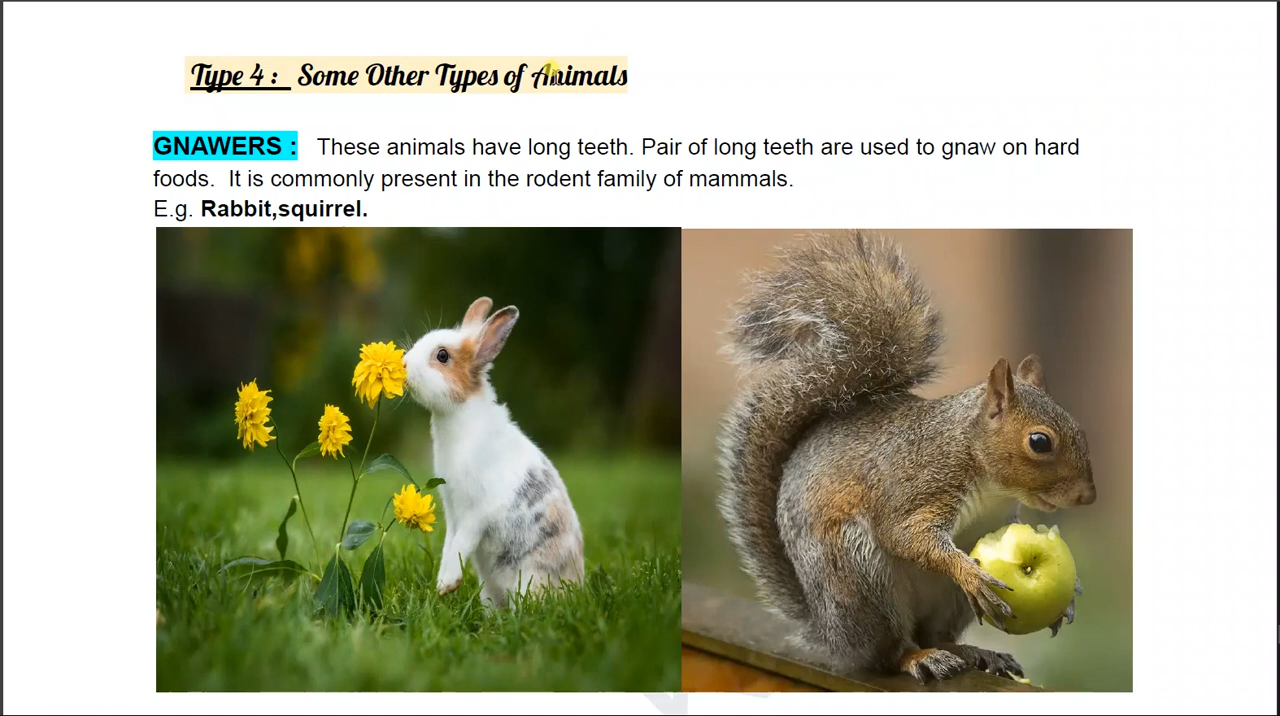 Type 4 : Some Other Types of Animals
GNAWERS : These animals have long teeth. Pair of long teeth are used to gnaw on hard
foods. It is commonly present in the rodent family of mammals.
E.g. Rabbit,squirrel.